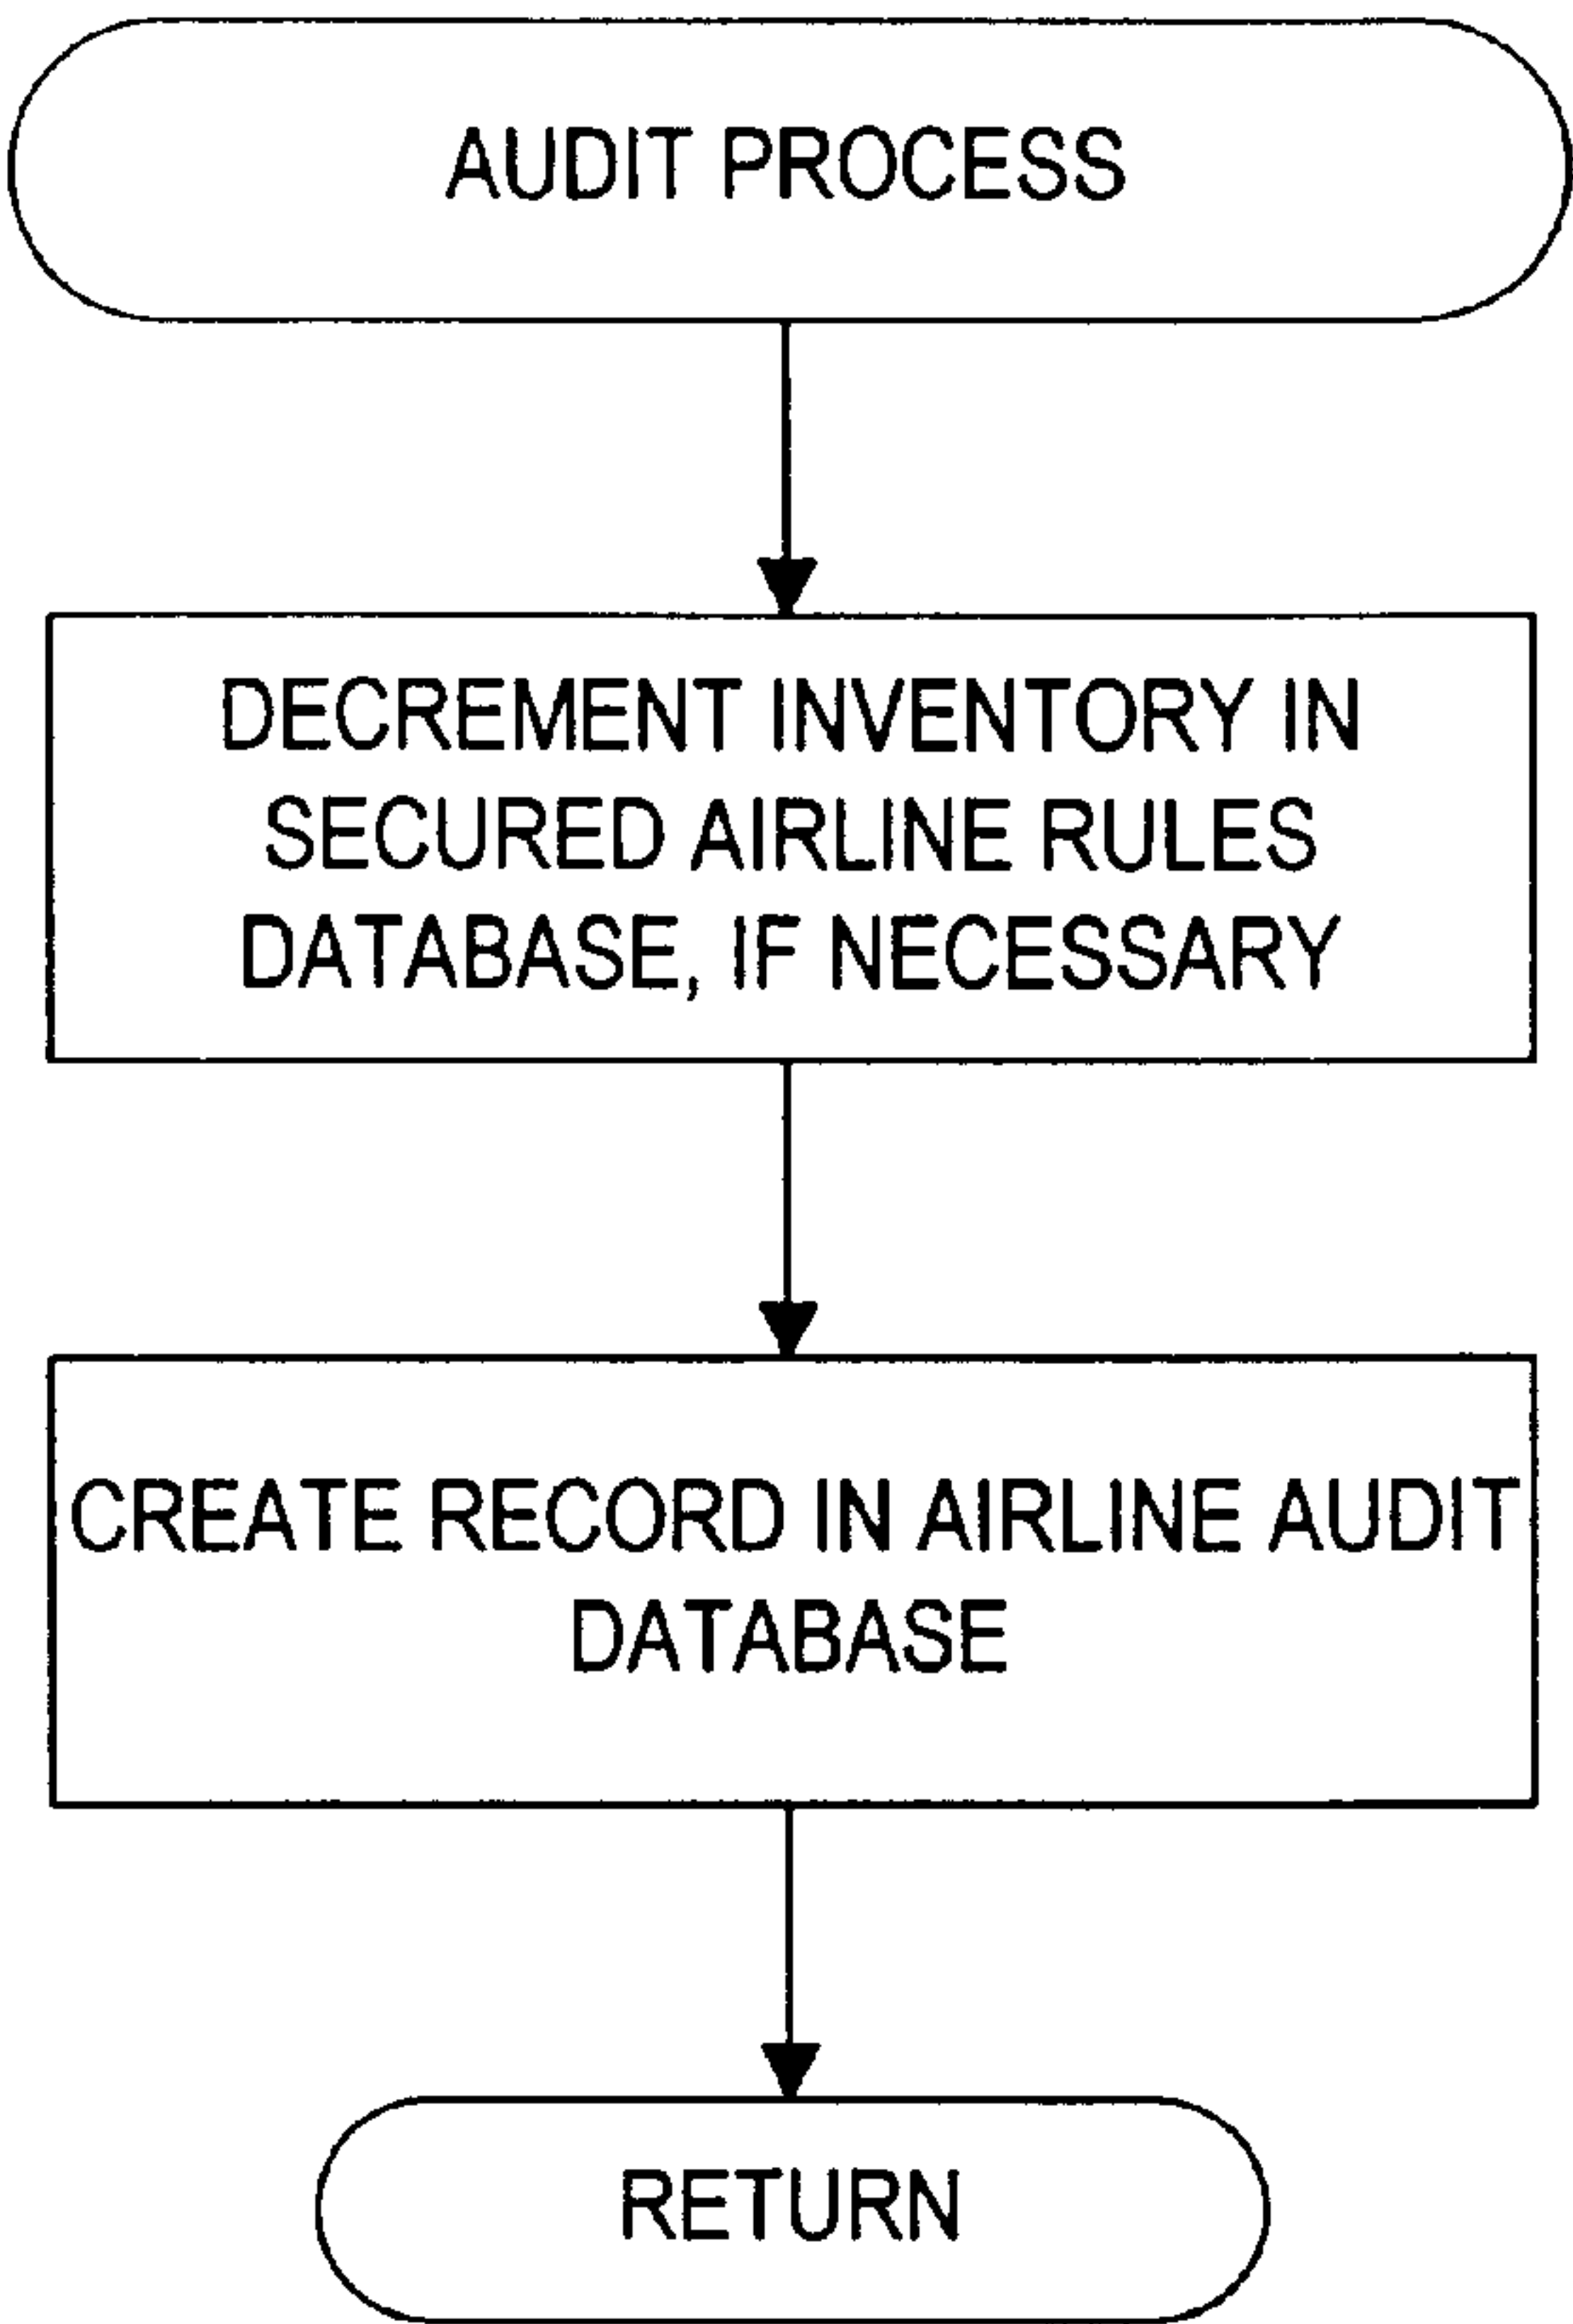 AUDIT PROCESS
DECREMENT INVENTORY IN
SECURED AIRLINE RULES
DATABASE, IF NECESSARY
CREATE RECORD IN AIRLINE AUDIT
DATABASE
RETURN